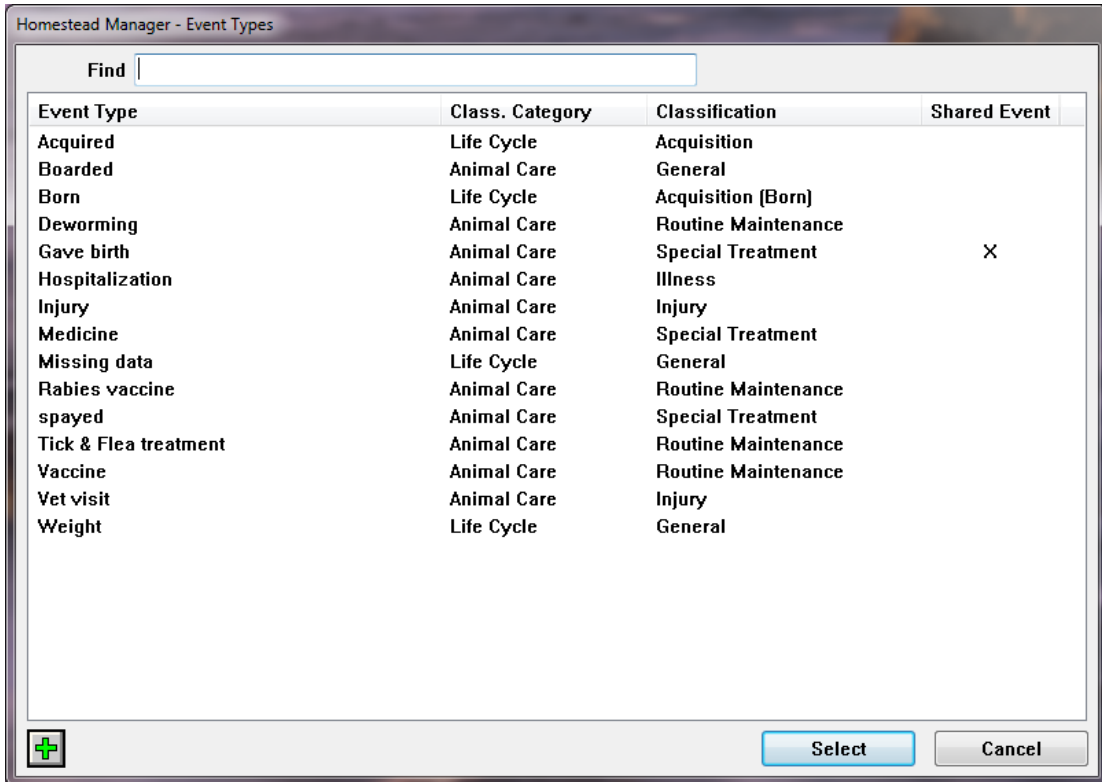 Homestead Manager - Event Types
Find
Event Type Class. Category Classification Shared Event
Acquired Life Cycle Acquisition
Boarded Animal Care General
Born Life Cycle Acquisition (Born)
Deworming Animal Care Routine Maintenance
Gave birth Animal Care Special Treatment X
Hospitalization Animal Care Illness
Injury Animal Care Injury
Medicine Animal Care Special Treatment
Missing data Life Cycle General
Rabies vaccine Animal Care Routine Maintenance
spayed Animal Care Special Treatment
Tick & Flea treatment Animal Care Routine Maintenance
Vaccine Animal Care Routine Maintenance
Vet visit Animal Care Injury
Weight Life Cycle General
Select Cancel